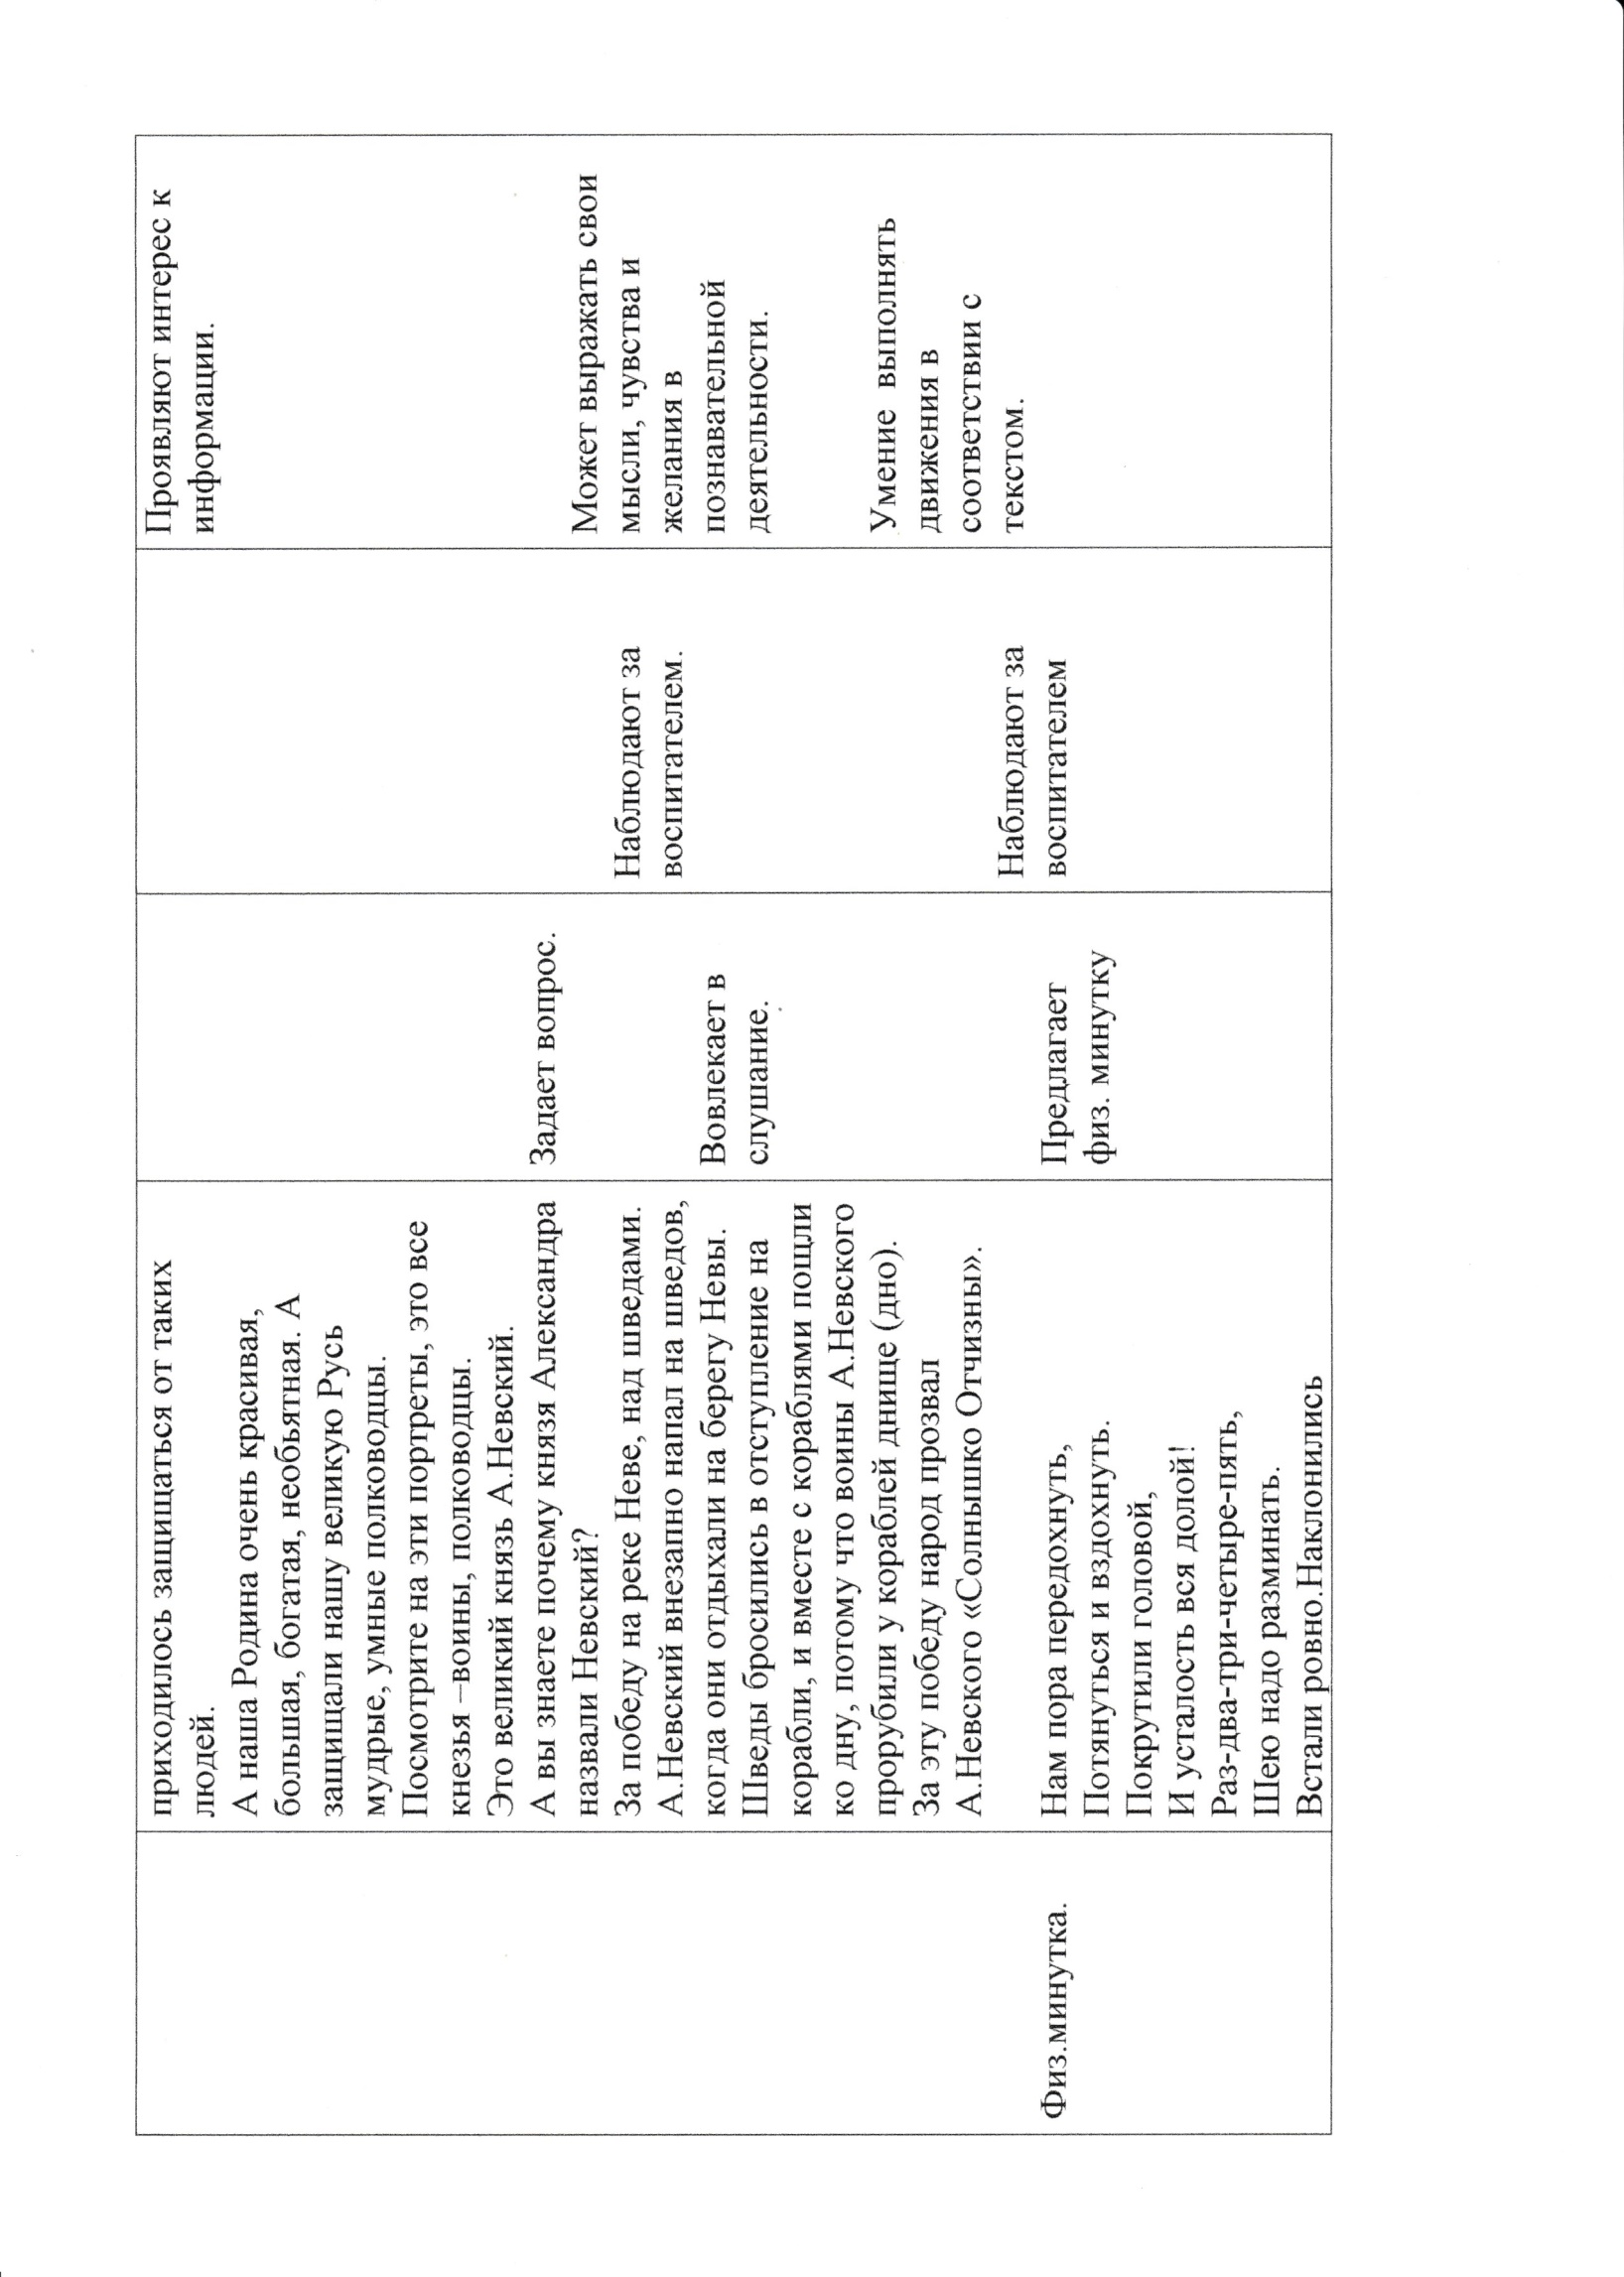 приходилось защищаться от таких
людей.
А наша Родина очень красивая,
большая, богатая, необьятная. А
защищали нашу великую Русь
мудрые, умные полководцы.
Посмотрите на эти портреты, это все
кнезья –воины, полководцы.
Это великий князь А.Невский.
А вы знаете почему князя Александра
назвали Невский?
За победу на реке Неве, над шведами.
А.Невский внезапно напал на шведов,
когда они отдыхали на берегу Невы.
Шведы бросились в отступление на
корабли, и вместе с кораблями пощли
ко дну, потому что воины А.Невского
прорубили у кораблей днище (дно).
За эту победу народ прозвал
А.Невского «Солнышко Отчизны».
Физ.минутка.
Нам пора передохнуть,
Потянуться и вздохнуть.
Покрутили головой,
И усталость вся долой!
Раз-два-три-четыре-пять,
Шею надо разминать.
Встали ровно.Наклонились
Задает вопрос.
Вовлекает в
слушание.
Предлагает
физ. минутку
Наблюдают за
воспитателем.
Наблюдают за
воспитателем
Проявляют интерес к
информации.
Может выражать свои
мысли, чувства и
желания в
познавательной
деятельности.
Умение выполнять
движения в
соответствии с
текстом.